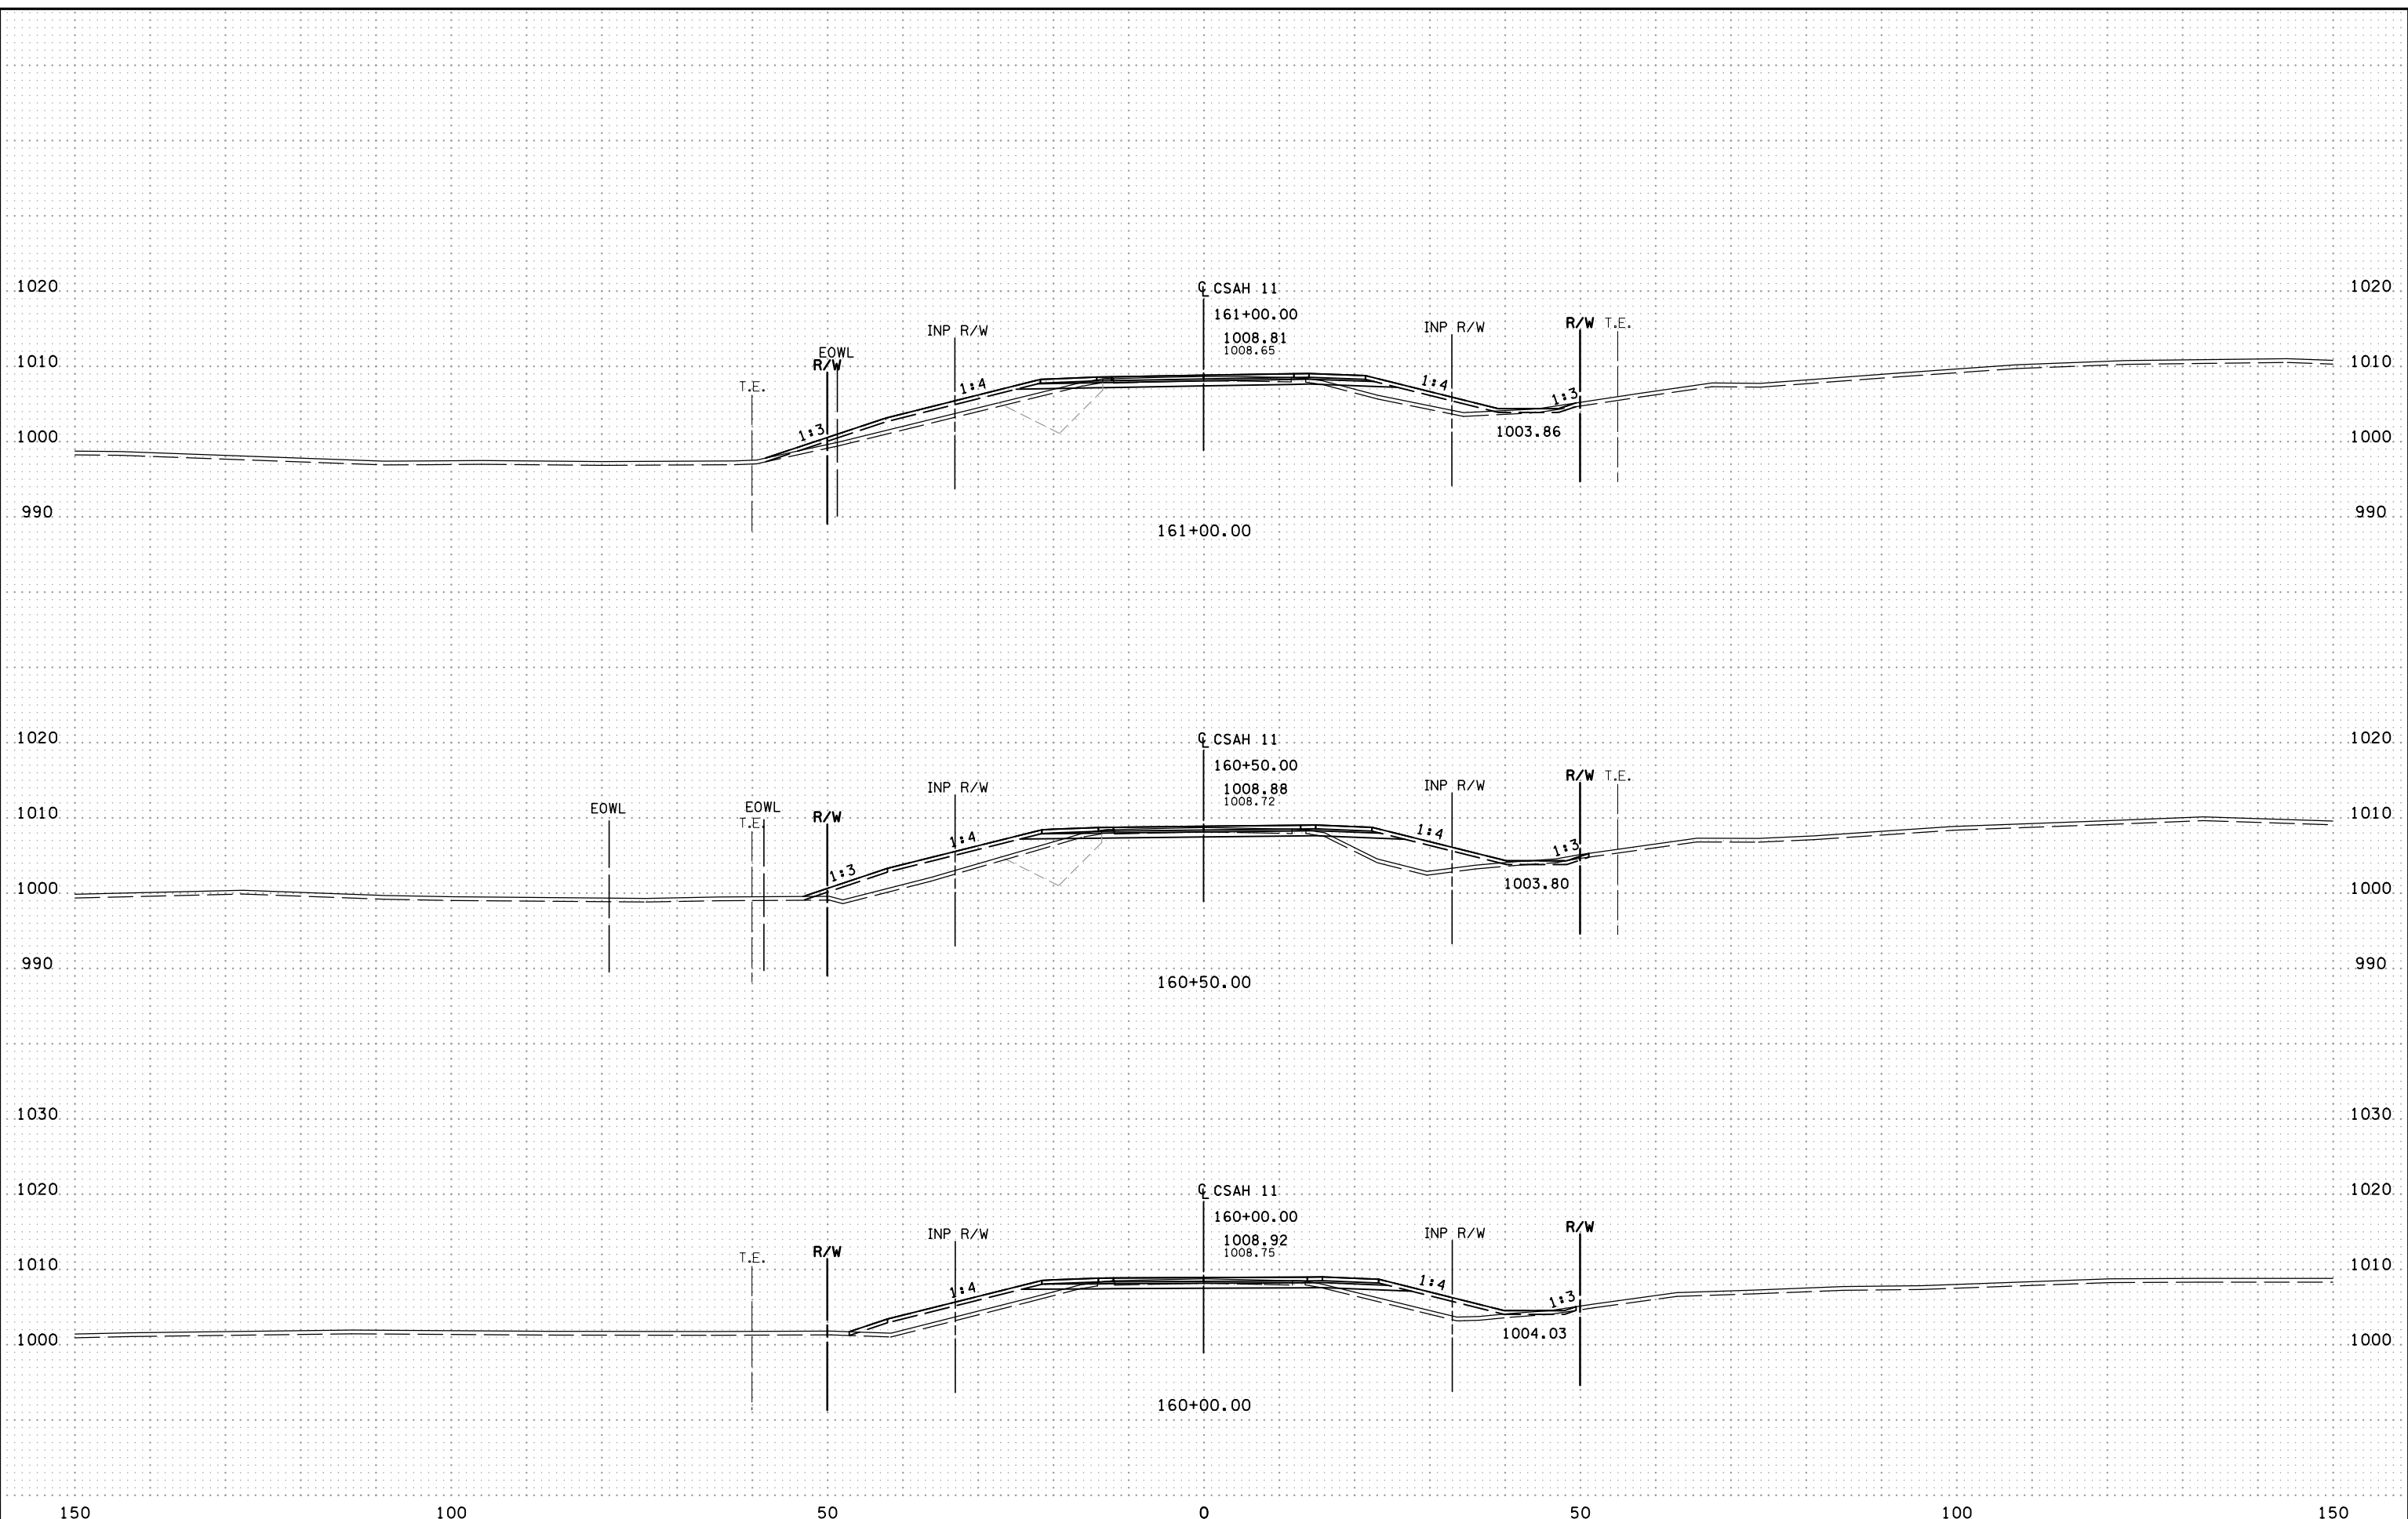 1020 ℄ CSAH 11 1020
161+00.00
INP R/W INP R/W R/W T.E.
1008.81
1008.65
EOWL
1010 R/W 1010
T.E. 1:4 1:4 1:3
1000 1:3 1003.86 1000
990 990
161+00.00
1020 ℄ CSAH 11 1020
160+50.00
R/W T.E.
INP R/W 1008.88 INP R/W
1008.72
EOWL EOWL
1010 T.E. R/W 1010
1:4 1:4
1:3 1:3
1000 1003.80 1000
990 990
160+50.00
1030 1030
1020 ℄ CSAH 11 1020
160+00.00
R/W
INP R/W 1008.92 INP R/W
T.E. R/W 1008.75
1010 1010
1:4 1:4 1:3
1000 1004.03 1000
160+00.00
150 100 50 0 50 100 150